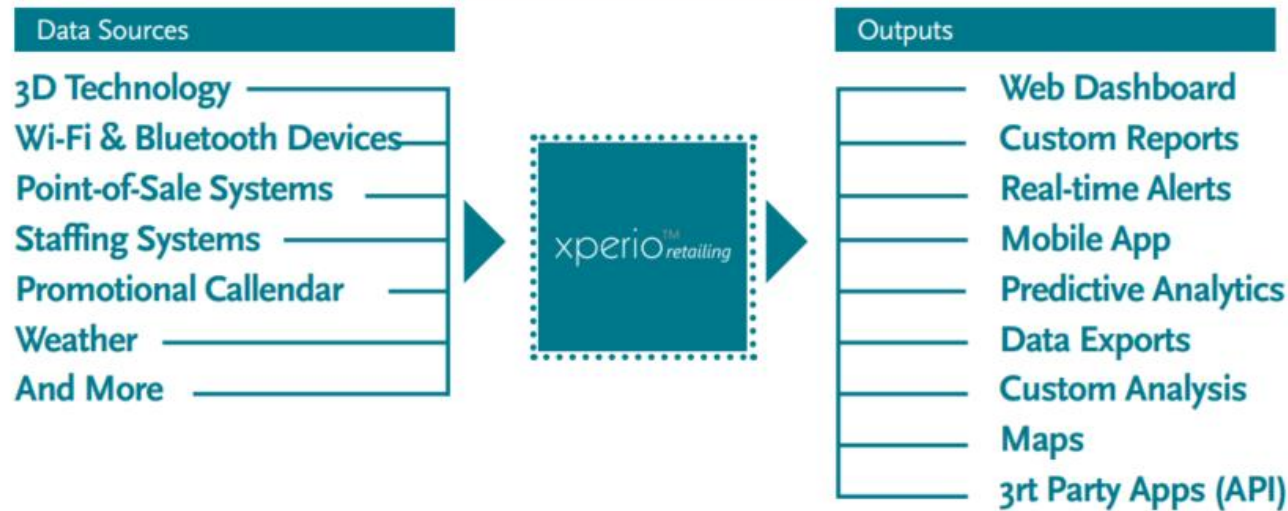 Data Sources
3D Technology
Wi-Fi & Bluetooth Devices
Point-of-Sale Systems
Staffing Systems
Promotional Callendar
Weather
And More
xperio™ retailing
Outputs
Web Dashboard
Custom Reports
Real-time Alerts
Mobile App
Predictive Analytics
Data Exports
Custom Analysis
Maps
3rt Party Apps (API)